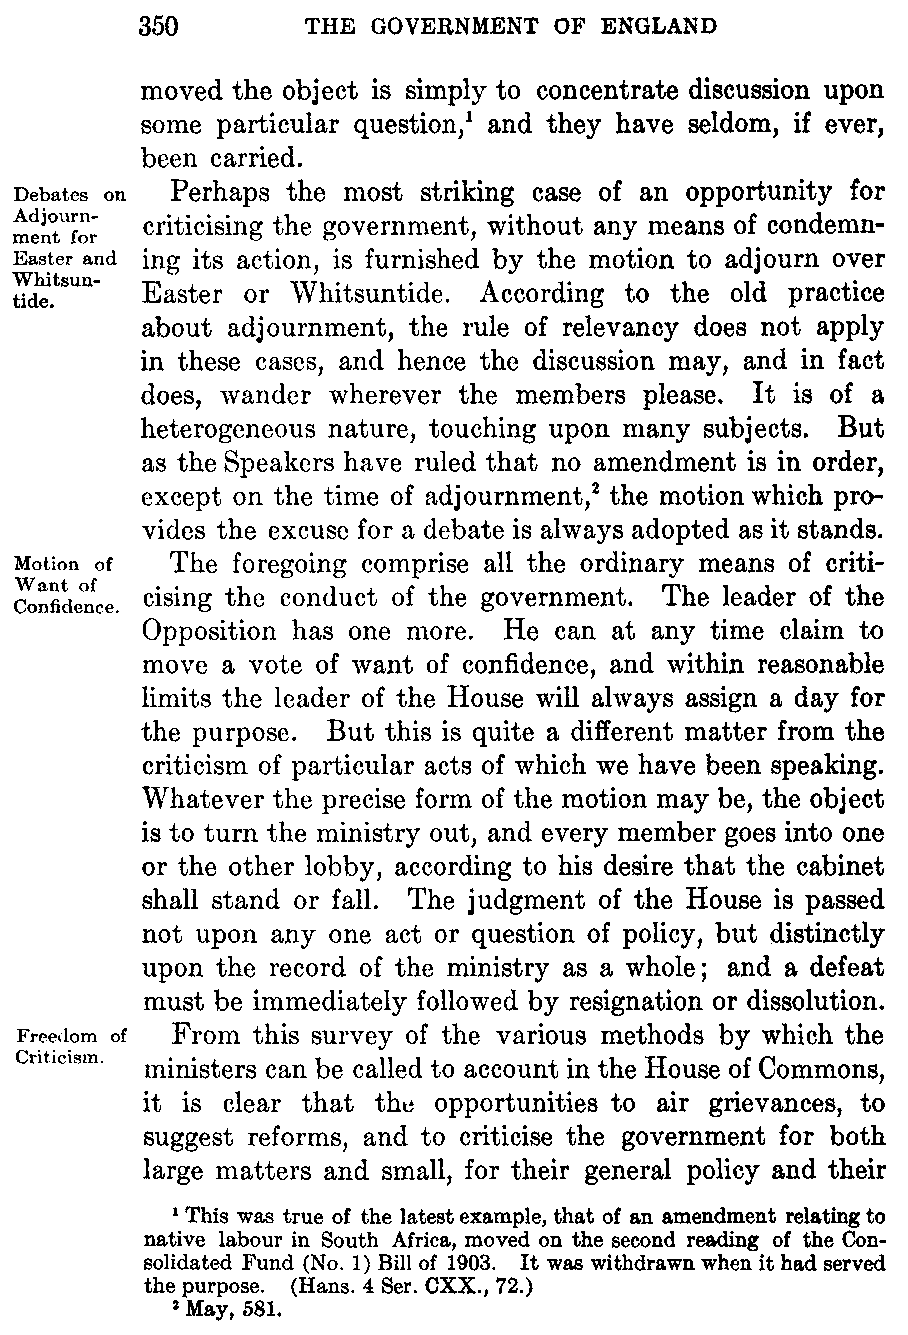 350 THE GOVERNMENT OF ENGLAND
moved the object is simply to concentrate discussion upon
some particular question,¹ and they have seldom, if ever,
been carried.
Debates on
Adjourn-
ment for
Easter and
Whitsun-
tide.
Perhaps the most striking case of an opportunity for
criticising the government, without any means of condemn-
ing its action, is furnished by the motion to adjourn over
Easter or Whitsuntide. According to the old practice
about adjournment, the rule of relevancy does not apply
in these cases, and hence the discussion may, and in fact
does, wander wherever the members please. It is of a
heterogeneous nature, touching upon many subjects. But
as the Speakers have ruled that no amendment is in order,
except on the time of adjournment,² the motion which pro-
vides the excuse for a debate is always adopted as it stands.
Motion of
Want of
Confidence.
The foregoing comprise all the ordinary means of criti-
cising the conduct of the government. The leader of the
Opposition has one more. He can at any time claim to
move a vote of want of confidence, and within reasonable
limits the leader of the House will always assign a day for
the purpose. But this is quite a different matter from the
criticism of particular acts of which we have been speaking.
Whatever the precise form of the motion may be, the object
is to turn the ministry out, and every member goes into one
or the other lobby, according to his desire that the cabinet
shall stand or fall. The judgment of the House is passed
not upon any one act or question of policy, but distinctly
upon the record of the ministry as a whole; and a defeat
must be immediately followed by resignation or dissolution.
Freedom of
Criticism.
From this survey of the various methods by which the
ministers can be called to account in the House of Commons,
it is clear that the opportunities to air grievances, to
suggest reforms, and to criticise the government for both
large matters and small, for their general policy and their
¹ This was true of the latest example, that of an amendment relating to
native labour in South Africa, moved on the second reading of the Con-
solidated Fund (No. 1) Bill of 1903. It was withdrawn when it had served
the purpose. (Hans. 4 Ser. CXX., 72.)
² May, 581.